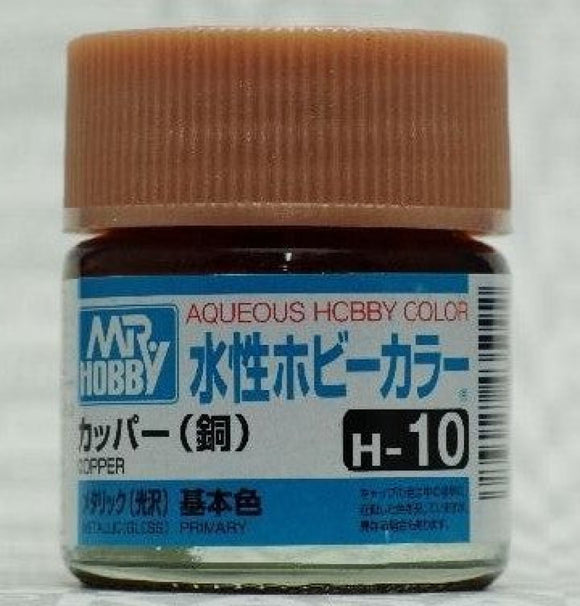 AQUEOUS HOBBY COLOR
MR. HOBBY
水性ホビーカラー
カッパー(銅)
COPPER
H-10
メタリック(光沢) 基本色
METALLIC(GLOSS) PRIMARY